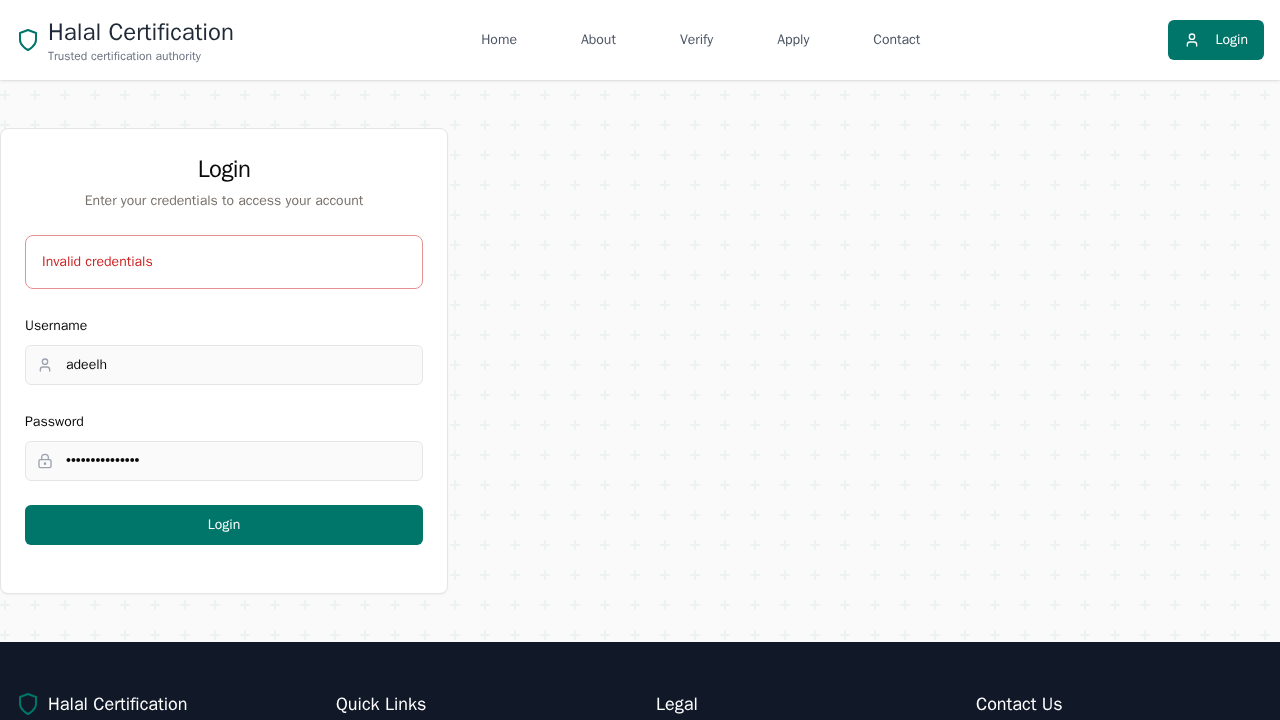 Halal Certification
Trusted certification authority
Home
About
Verify
Apply
Contact
Login
Login
Enter your credentials to access your account
Invalid credentials
Username
adeelh
Password
•••••••••••••••
Login
Halal Certification
Quick Links
Legal
Contact Us